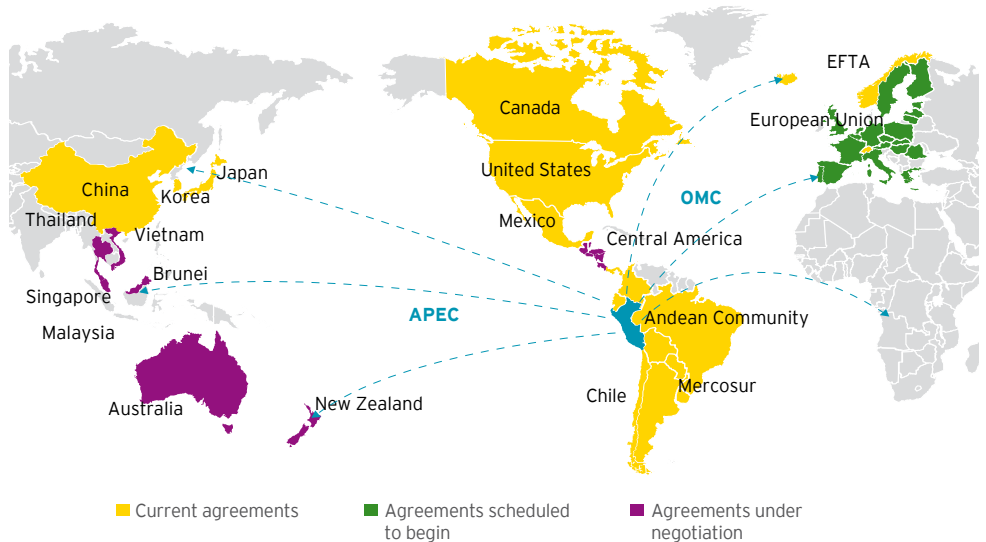 EFTA
Canada
European Union
United States
Japan
China
Korea
OMC
Thailand
Mexico
Vietnam
Central America
Brunei
Singapore
APEC
Andean Community
Malaysia
Chile
Mercosur
Australia
New Zealand
Current agreements
Agreements scheduled
to begin
Agreements under
negotiation